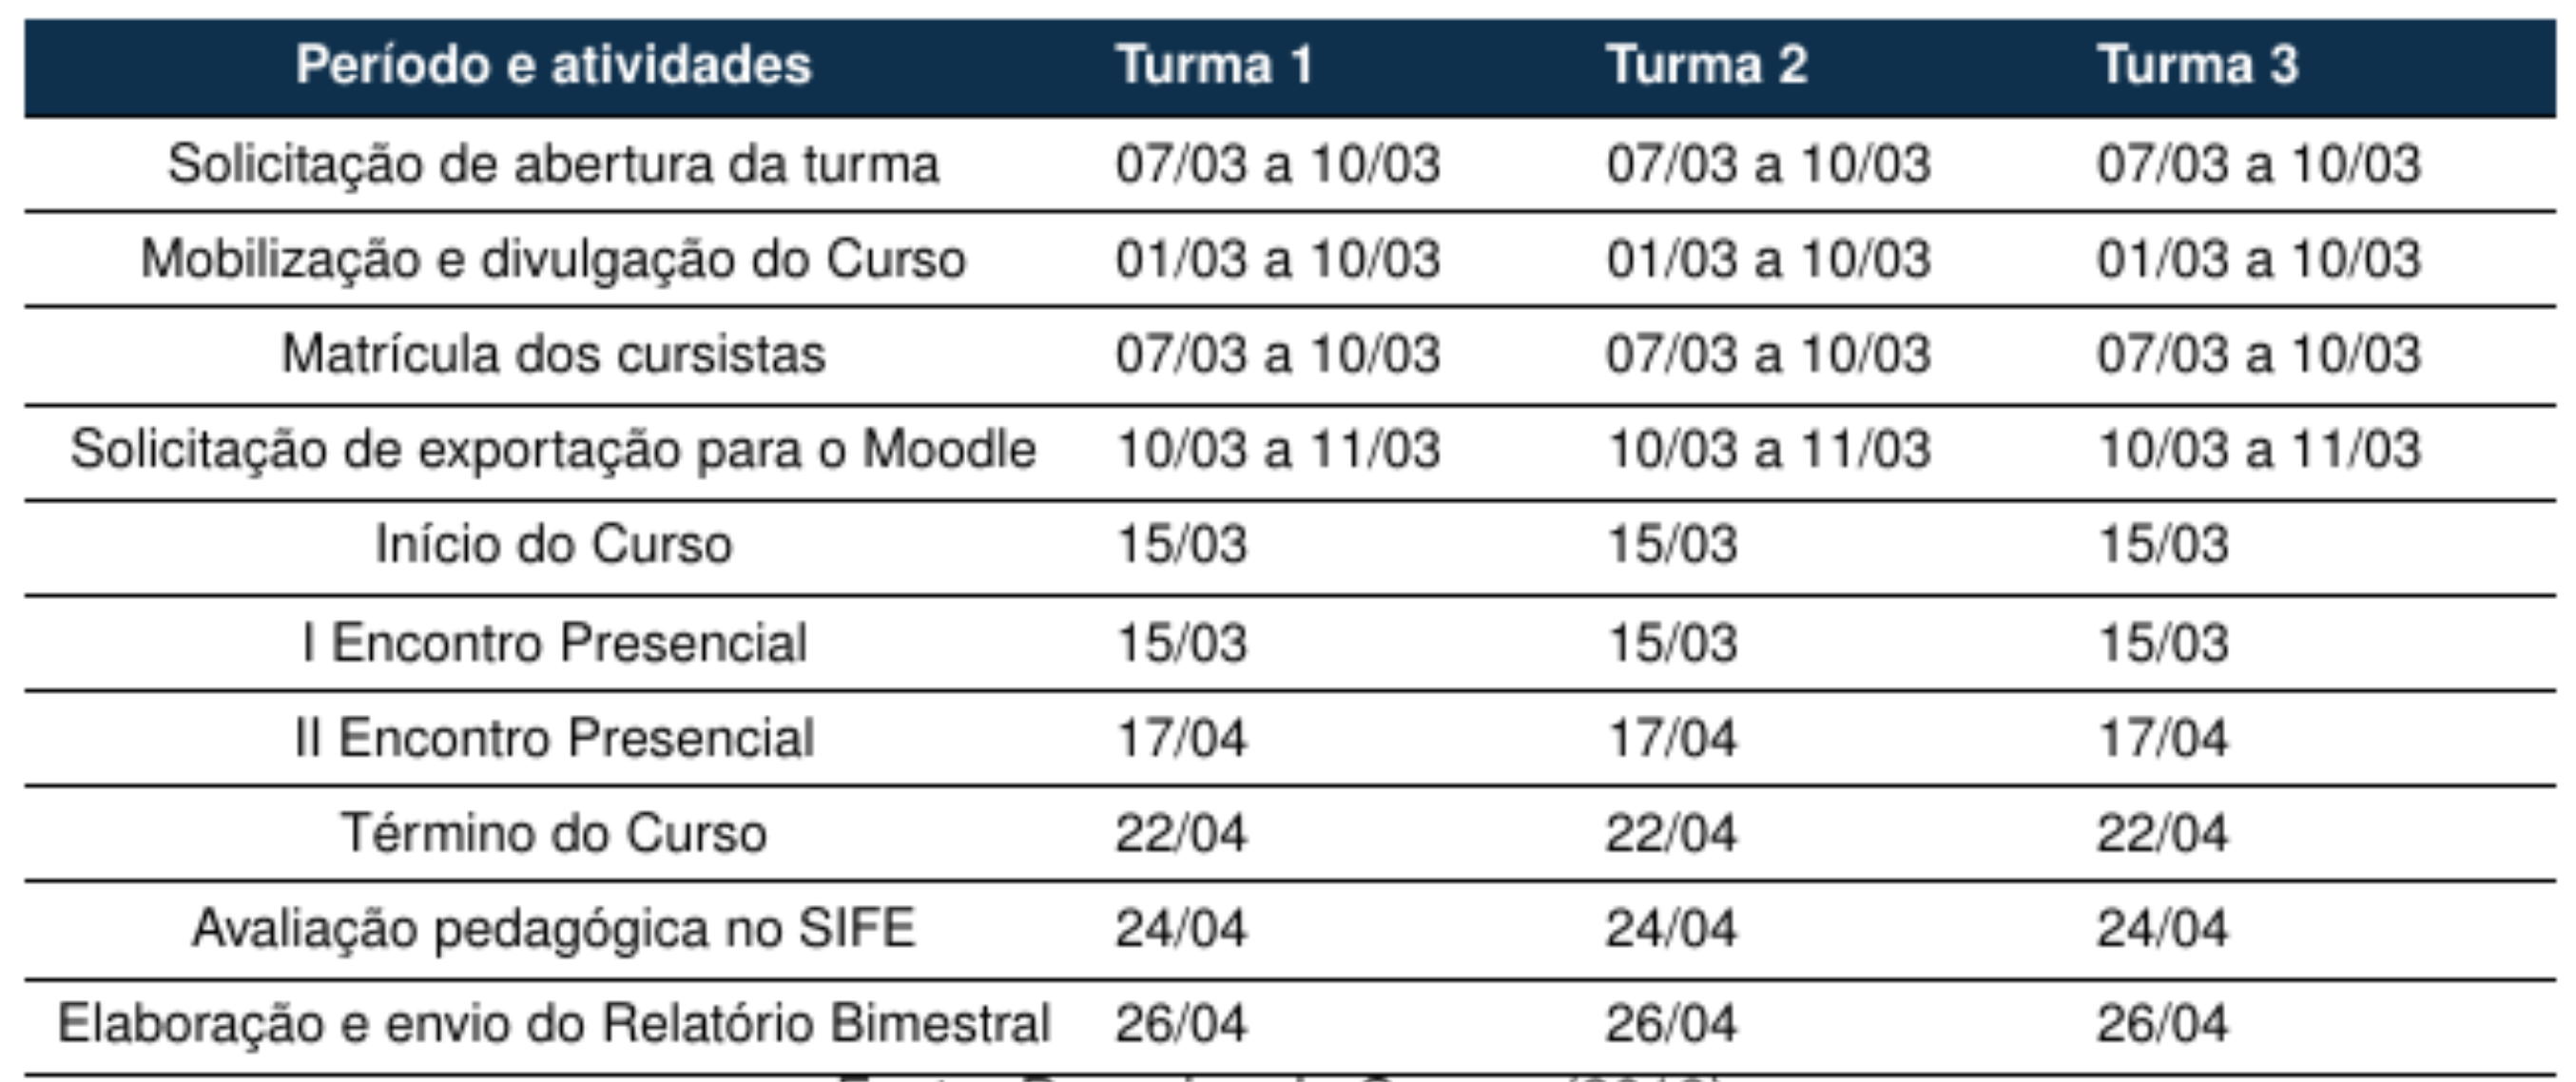 Período e atividades Turma 1 Turma 2 Turma 3
Solicitação de abertura da turma 07/03 a 10/03 07/03 a 10/03 07/03 a 10/03
Mobilização e divulgação do Curso 01/03 a 10/03 01/03 a 10/03 01/03 a 10/03
Matrícula dos cursistas 07/03 a 10/03 07/03 a 10/03 07/03 a 10/03
Solicitação de exportação para o Moodle 10/03 a 11/03 10/03 a 11/03 10/03 a 11/03
Início do Curso 15/03 15/03 15/03
I Encontro Presencial 15/03 15/03 15/03
II Encontro Presencial 17/04 17/04 17/04
Término do Curso 22/04 22/04 22/04
Avaliação pedagógica no SIFE 24/04 24/04 24/04
Elaboração e envio do Relatório Bimestral 26/04 26/04 26/04